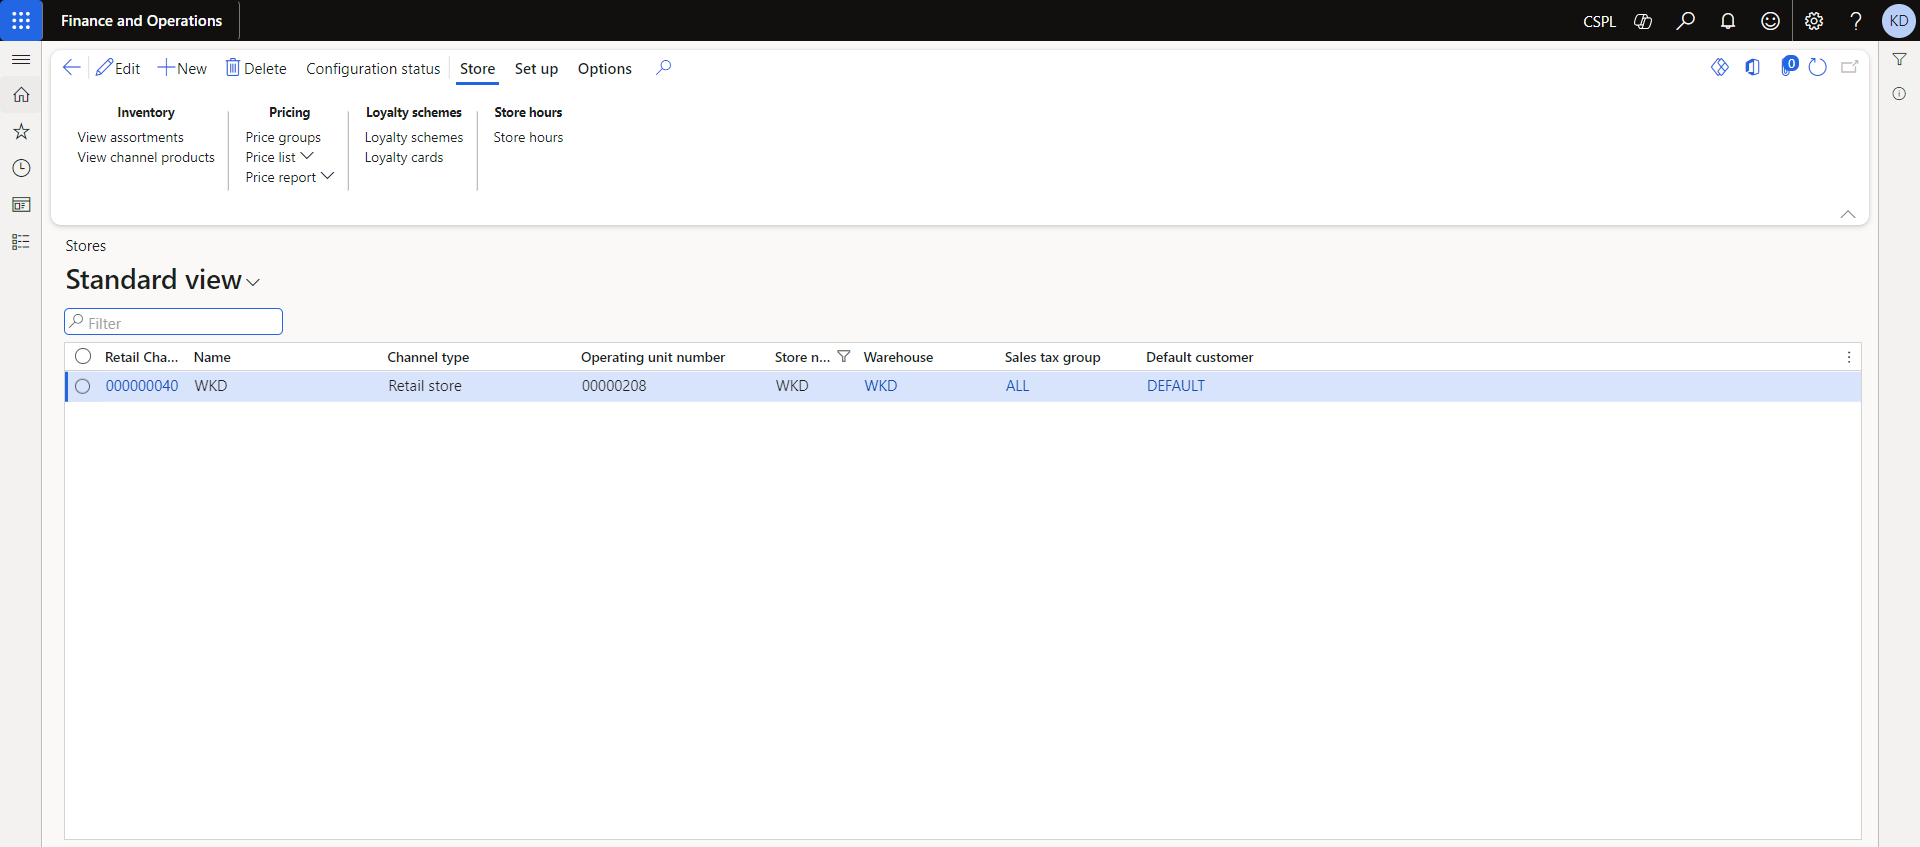 Finance and Operations
CSPL
KD
Edit
New
Delete
Configuration status
Store
Set up
Options
0
Inventory
View assortments
View channel products
Pricing
Price groups
Price list
Price report
Loyalty schemes
Loyalty schemes
Loyalty cards
Store hours
Store hours
Stores
Standard view
Filter
Retail Cha... Name Channel type Operating unit number Store n... Warehouse Sales tax group Default customer
000000040 WKD Retail store 00000208 WKD WKD ALL DEFAULT